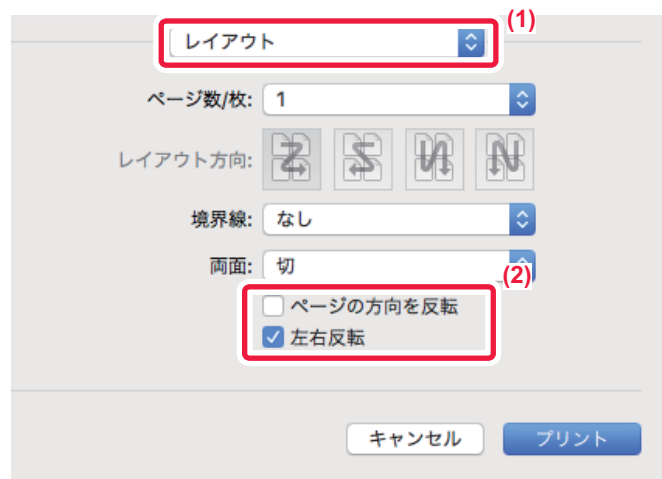 (1)
レイアウト
ページ数/枚: 1
レイアウト方向:
境界線: なし
両面: 切
(2)
ページの方向を反転
左右反転
キャンセル プリント